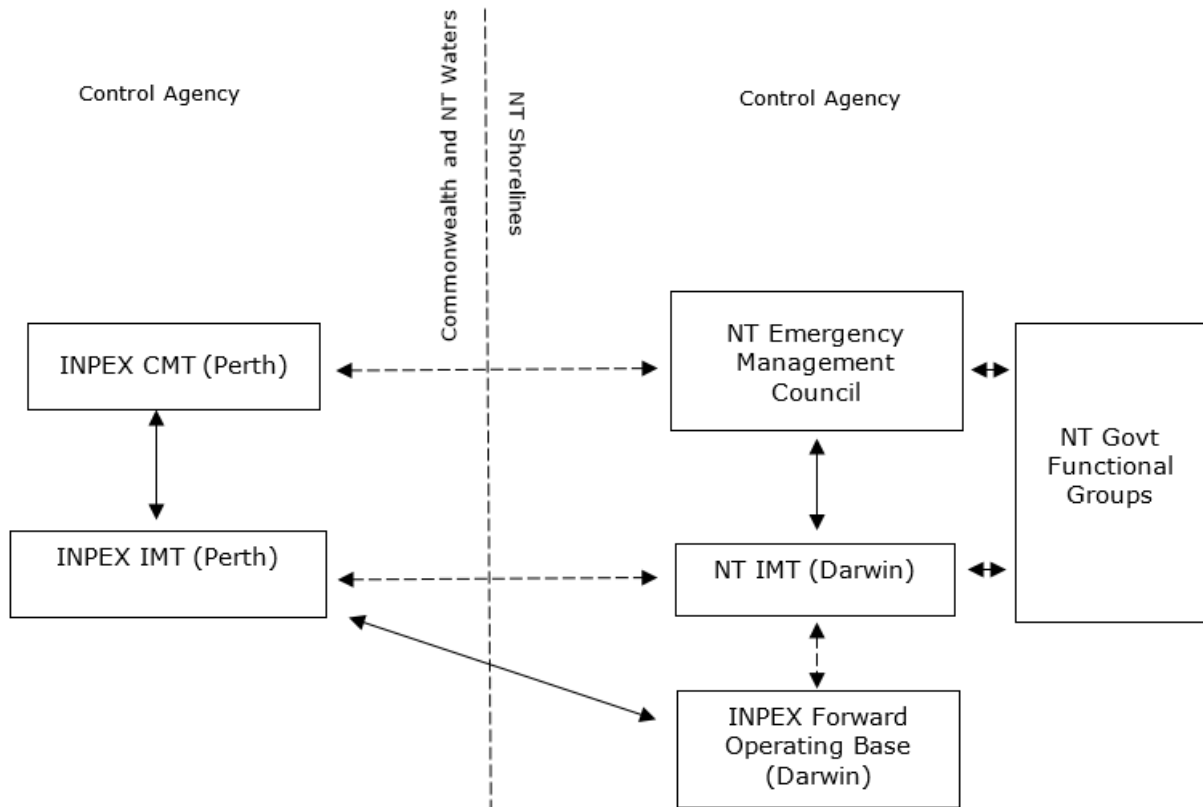 Control Agency
Commonwealth and NT Waters
NT Shorelines
Control Agency
INPEX CMT (Perth)
NT Emergency
Management
Council
NT Govt
Functional
Groups
INPEX IMT (Perth)
NT IMT (Darwin)
INPEX Forward
Operating Base
(Darwin)